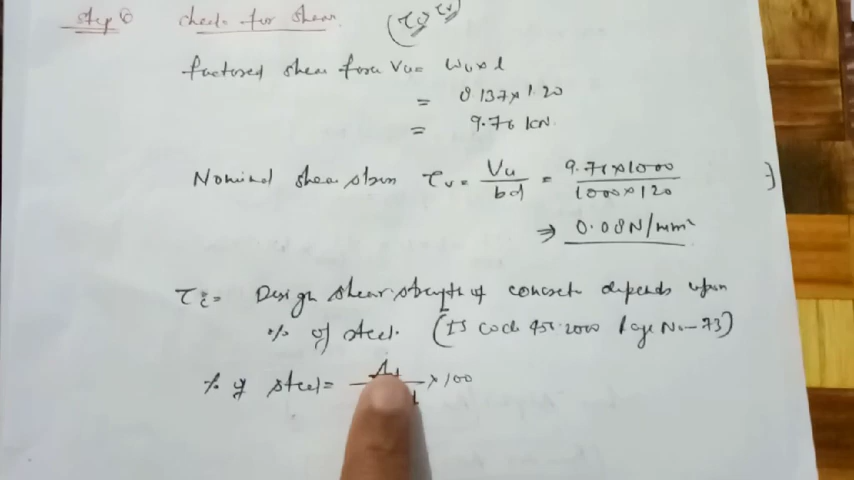 Step 6 check for shear. (τc > τv)
factored shear force Vu = Wu × l
= 8.137 × 1.20
= 9.76 KN.
Nominal shear stress τv = Vu / bd = 9.76×1000 / 1000×120
⇒ 0.08 N/mm²
τc = Design shear strength of concrete depends upon
% of steel. (IS Code 456:2000 Page No - 73)
% of steel = × 100